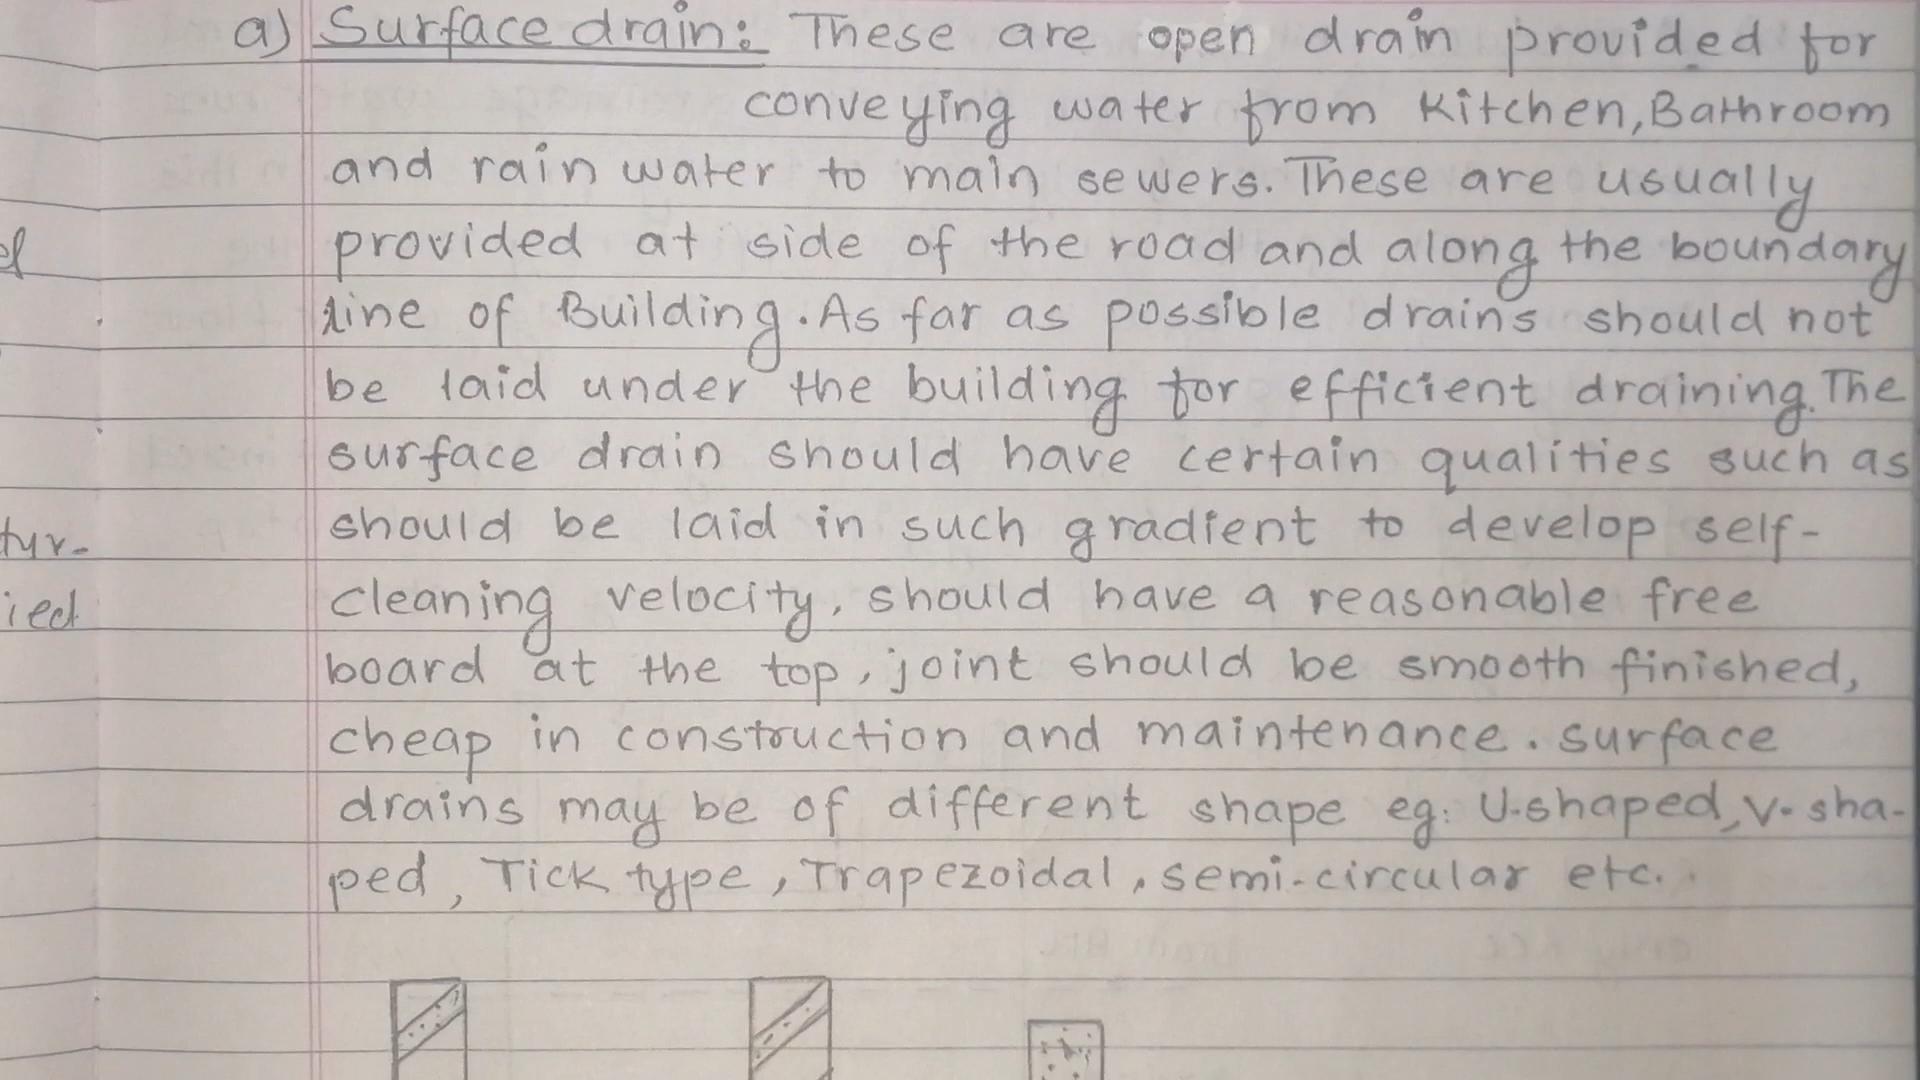 a) Surface drain: These are open drain provided for
conveying water from Kitchen, Bathroom
and rain water to main sewers. These are usually
provided at side of the road and along the boundary
line of Building. As far as possible drains should not
be laid under the building for efficient draining. The
surface drain should have certain qualities such as
should be laid in such gradient to develop self-
cleaning velocity, should have a reasonable free
board at the top, joint should be smooth finished,
cheap in construction and maintenance. surface
drains may be of different shape eg: U-shaped, V-sha-
ped, Tick type, Trapezoidal, semi-circular etc.